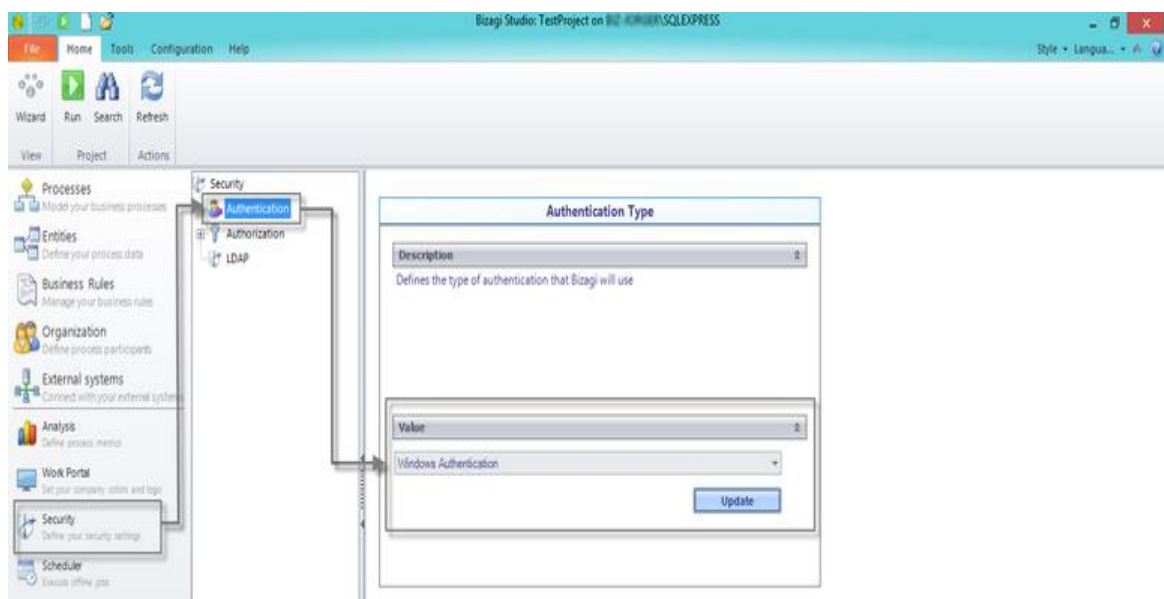 Bizagi Studio: TestProject on \SQLEXPRESS
File Home Tools Configuration Help
Style Langua...
Wizard Run Search Refresh
View Project Actions
Processes
Model your business processes
Entities
Define your process data
Business Rules
Manage your business rules
Organization
Define process participants
External systems
Connect with your external system
Analysis
Define process metrics
Work Portal
Set your company colors and logo
Security
Define your security settings
Scheduler
Execute offline jobs
Security
Authentication
Authorization
LDAP
Authentication Type
Description
Defines the type of authentication that Bizagi will use
Value
Windows Authentication
Update